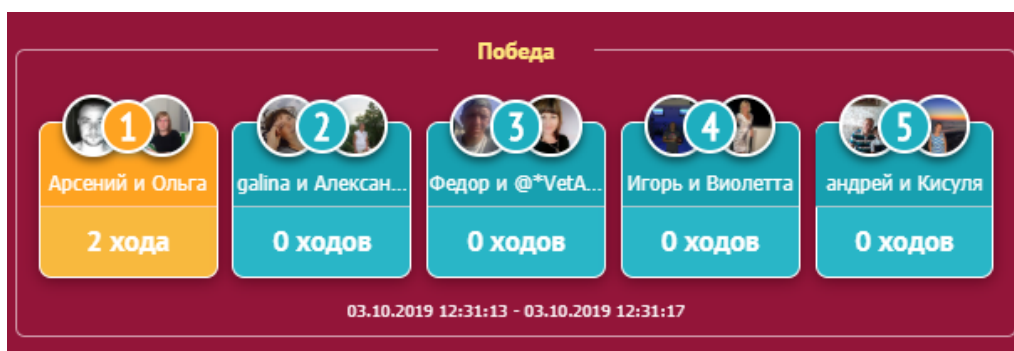 Победа
1 2 3 4 5
Арсений и Ольга galina и Алексан... Федор и @*VetA... Игорь и Виолетта андрей и Кисуля
2 хода 0 ходов 0 ходов 0 ходов 0 ходов
03.10.2019 12:31:13 - 03.10.2019 12:31:17